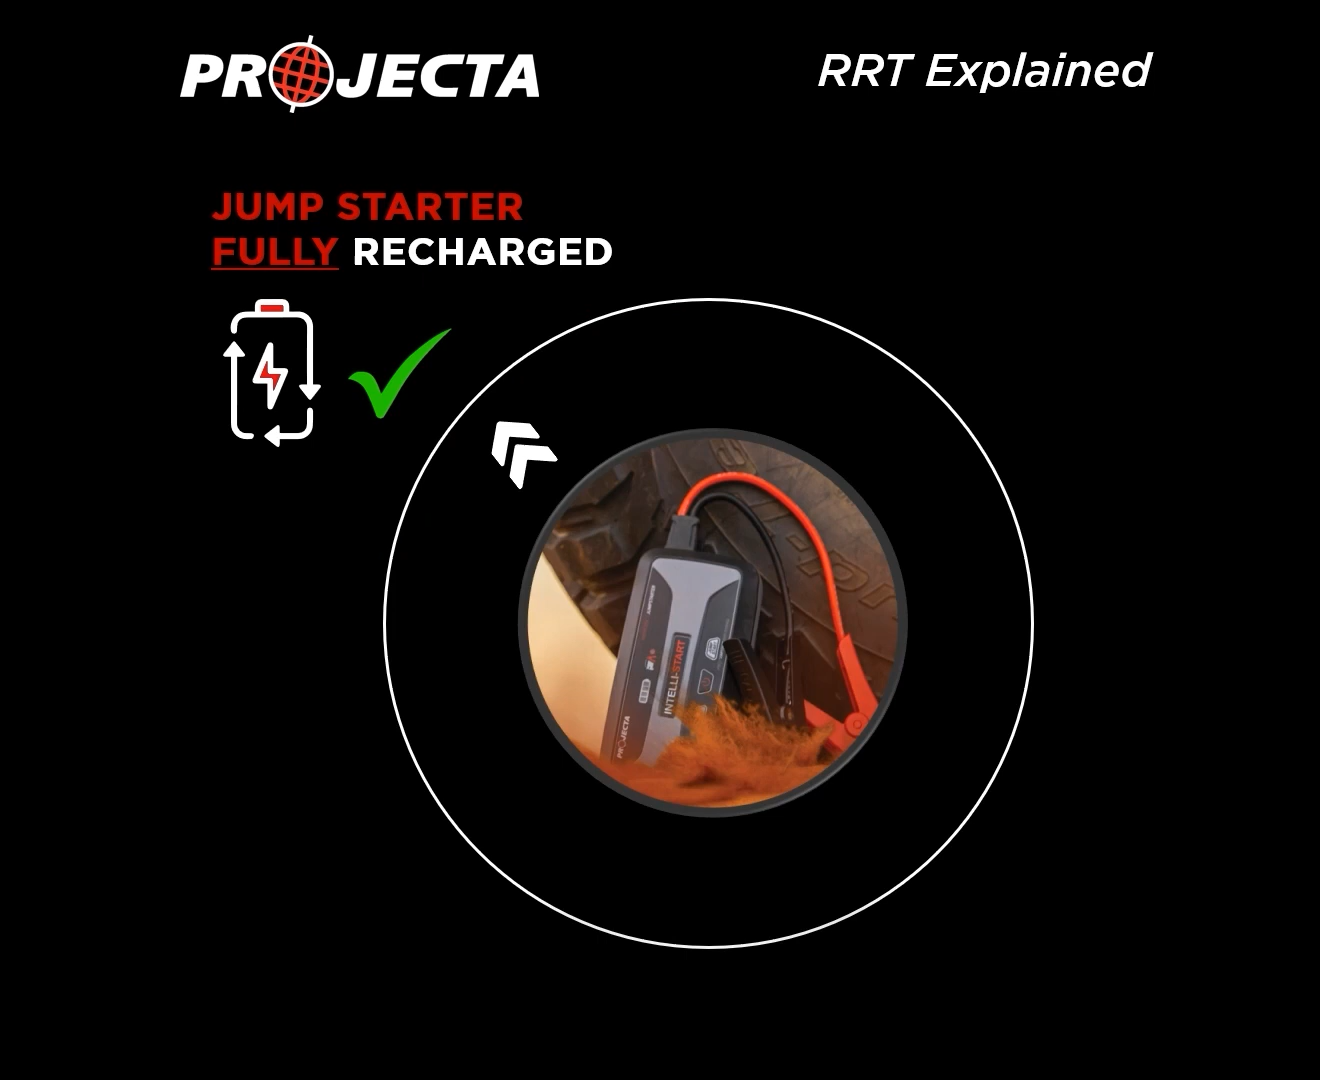 PROJECTA
RRT Explained
JUMP STARTER
FULLY RECHARGED
INTELLI-START
PROJECTA